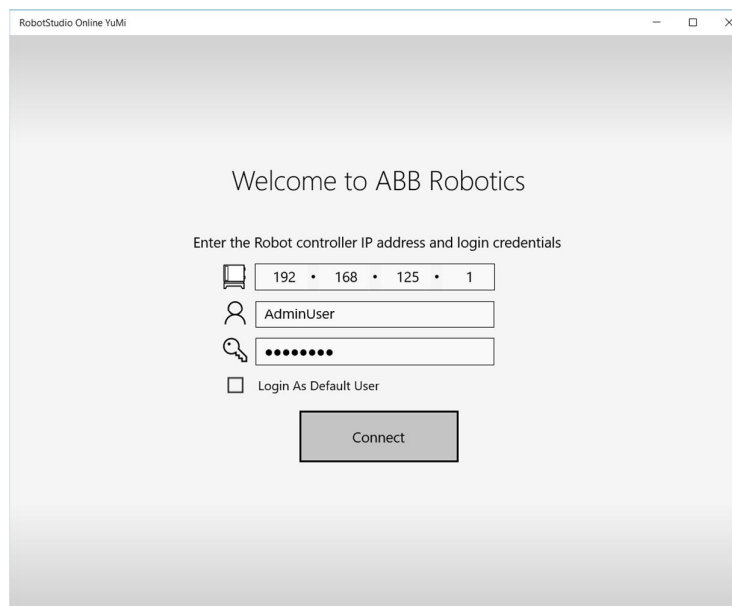 RobotStudio Online YuMi
Welcome to ABB Robotics
Enter the Robot controller IP address and login credentials
192 • 168 • 125 • 1
AdminUser
●●●●●●●●
Login As Default User
Connect